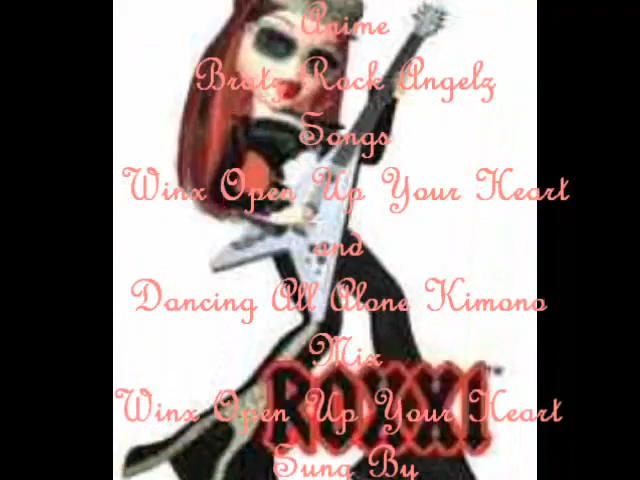 Anime
Bratz Rock Angelz
Songs
Winx Open Up Your Heart
and
Dancing All Alone Kimono
Mix
Winx Open Up Your Heart
ROXXI™
Sung By